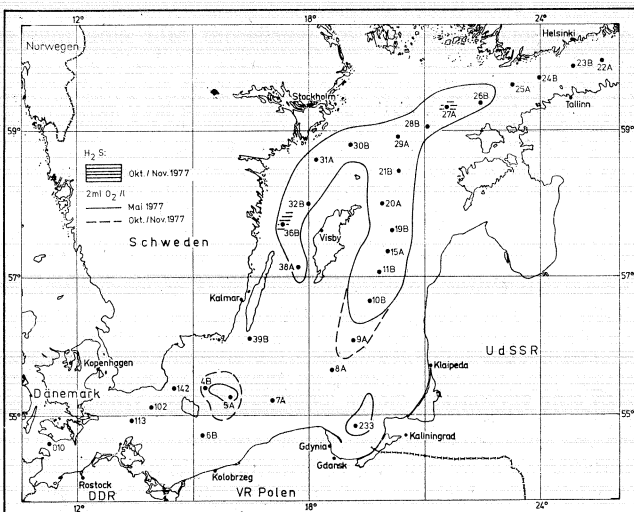 12°
18°
24°
Norwegen
Helsinki
23B
22A
24B
25A
Tallinn
Stockholm
26B
27A
28B
59°
59°
29A
30B
31A
H₂S:
Okt./Nov.1977
2ml O₂/l
Mai 1977
Okt./Nov.1977
21B
32B
20A
36B
Visby
19B
Schweden
15A
38A
11B
57°
57°
Kalmar
10B
39B
9A
UdSSR
Kopenhagen
8A
Klaipeda
Dänemark
142
4B
5A
7A
102
55°
55°
113
233
010
6B
Gdynia
Kaliningrad
Gdansk
Rostock
Kolobrzeg
DDR
VR Polen
12°
18°
24°